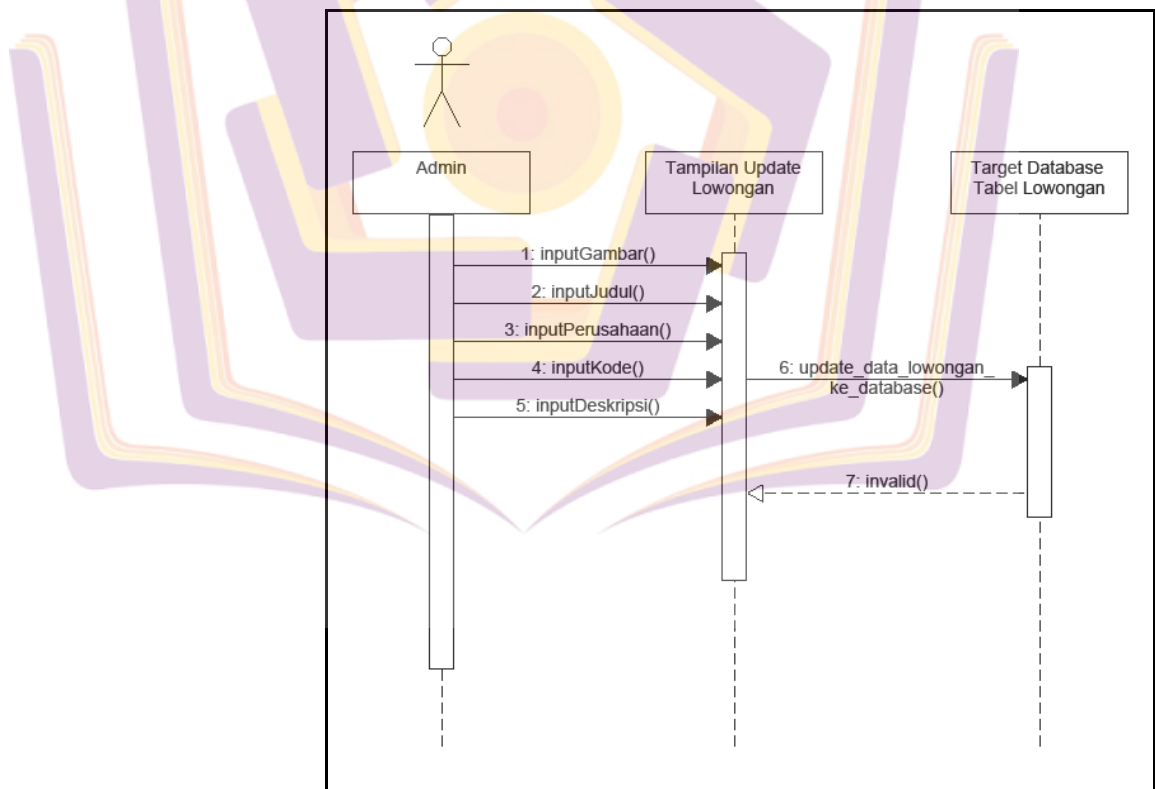 Admin
Tampilan Update
Lowongan
Target Database
Tabel Lowongan
1: inputGambar()
2: inputJudul()
3: inputPerusahaan()
4: inputKode()
5: inputDeskripsi()
6: update_data_lowongan_
ke_database()
7: invalid()